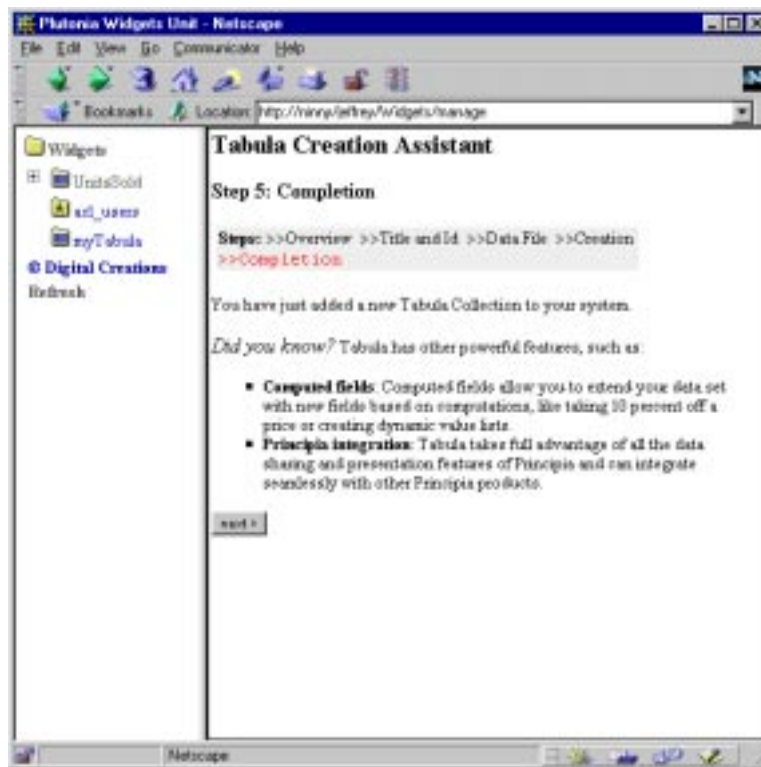 Plutonia Widgets Unit - Netscape
File Edit View Go Communicator Help
Bookmarks Location: http://ninny/jeffrey/Widgets/manage
Widgets
UnitsSold
acl_users
myTabula
© Digital Creations
Refresh
Tabula Creation Assistant
Step 5: Completion
Steps: >>Overview >>Title and Id >>Data File >>Creation
>>Completion
You have just added a new Tabula Collection to your system.
Did you know? Tabula has other powerful features, such as:
Computed fields: Computed fields allow you to extend your data set
with new fields based on computations, like taking 10 percent off a
price or creating dynamic value lists.
Principia integration: Tabula takes full advantage of all the data
sharing and presentation features of Principia and can integrate
seamlessly with other Principia products.
next >
Netscape